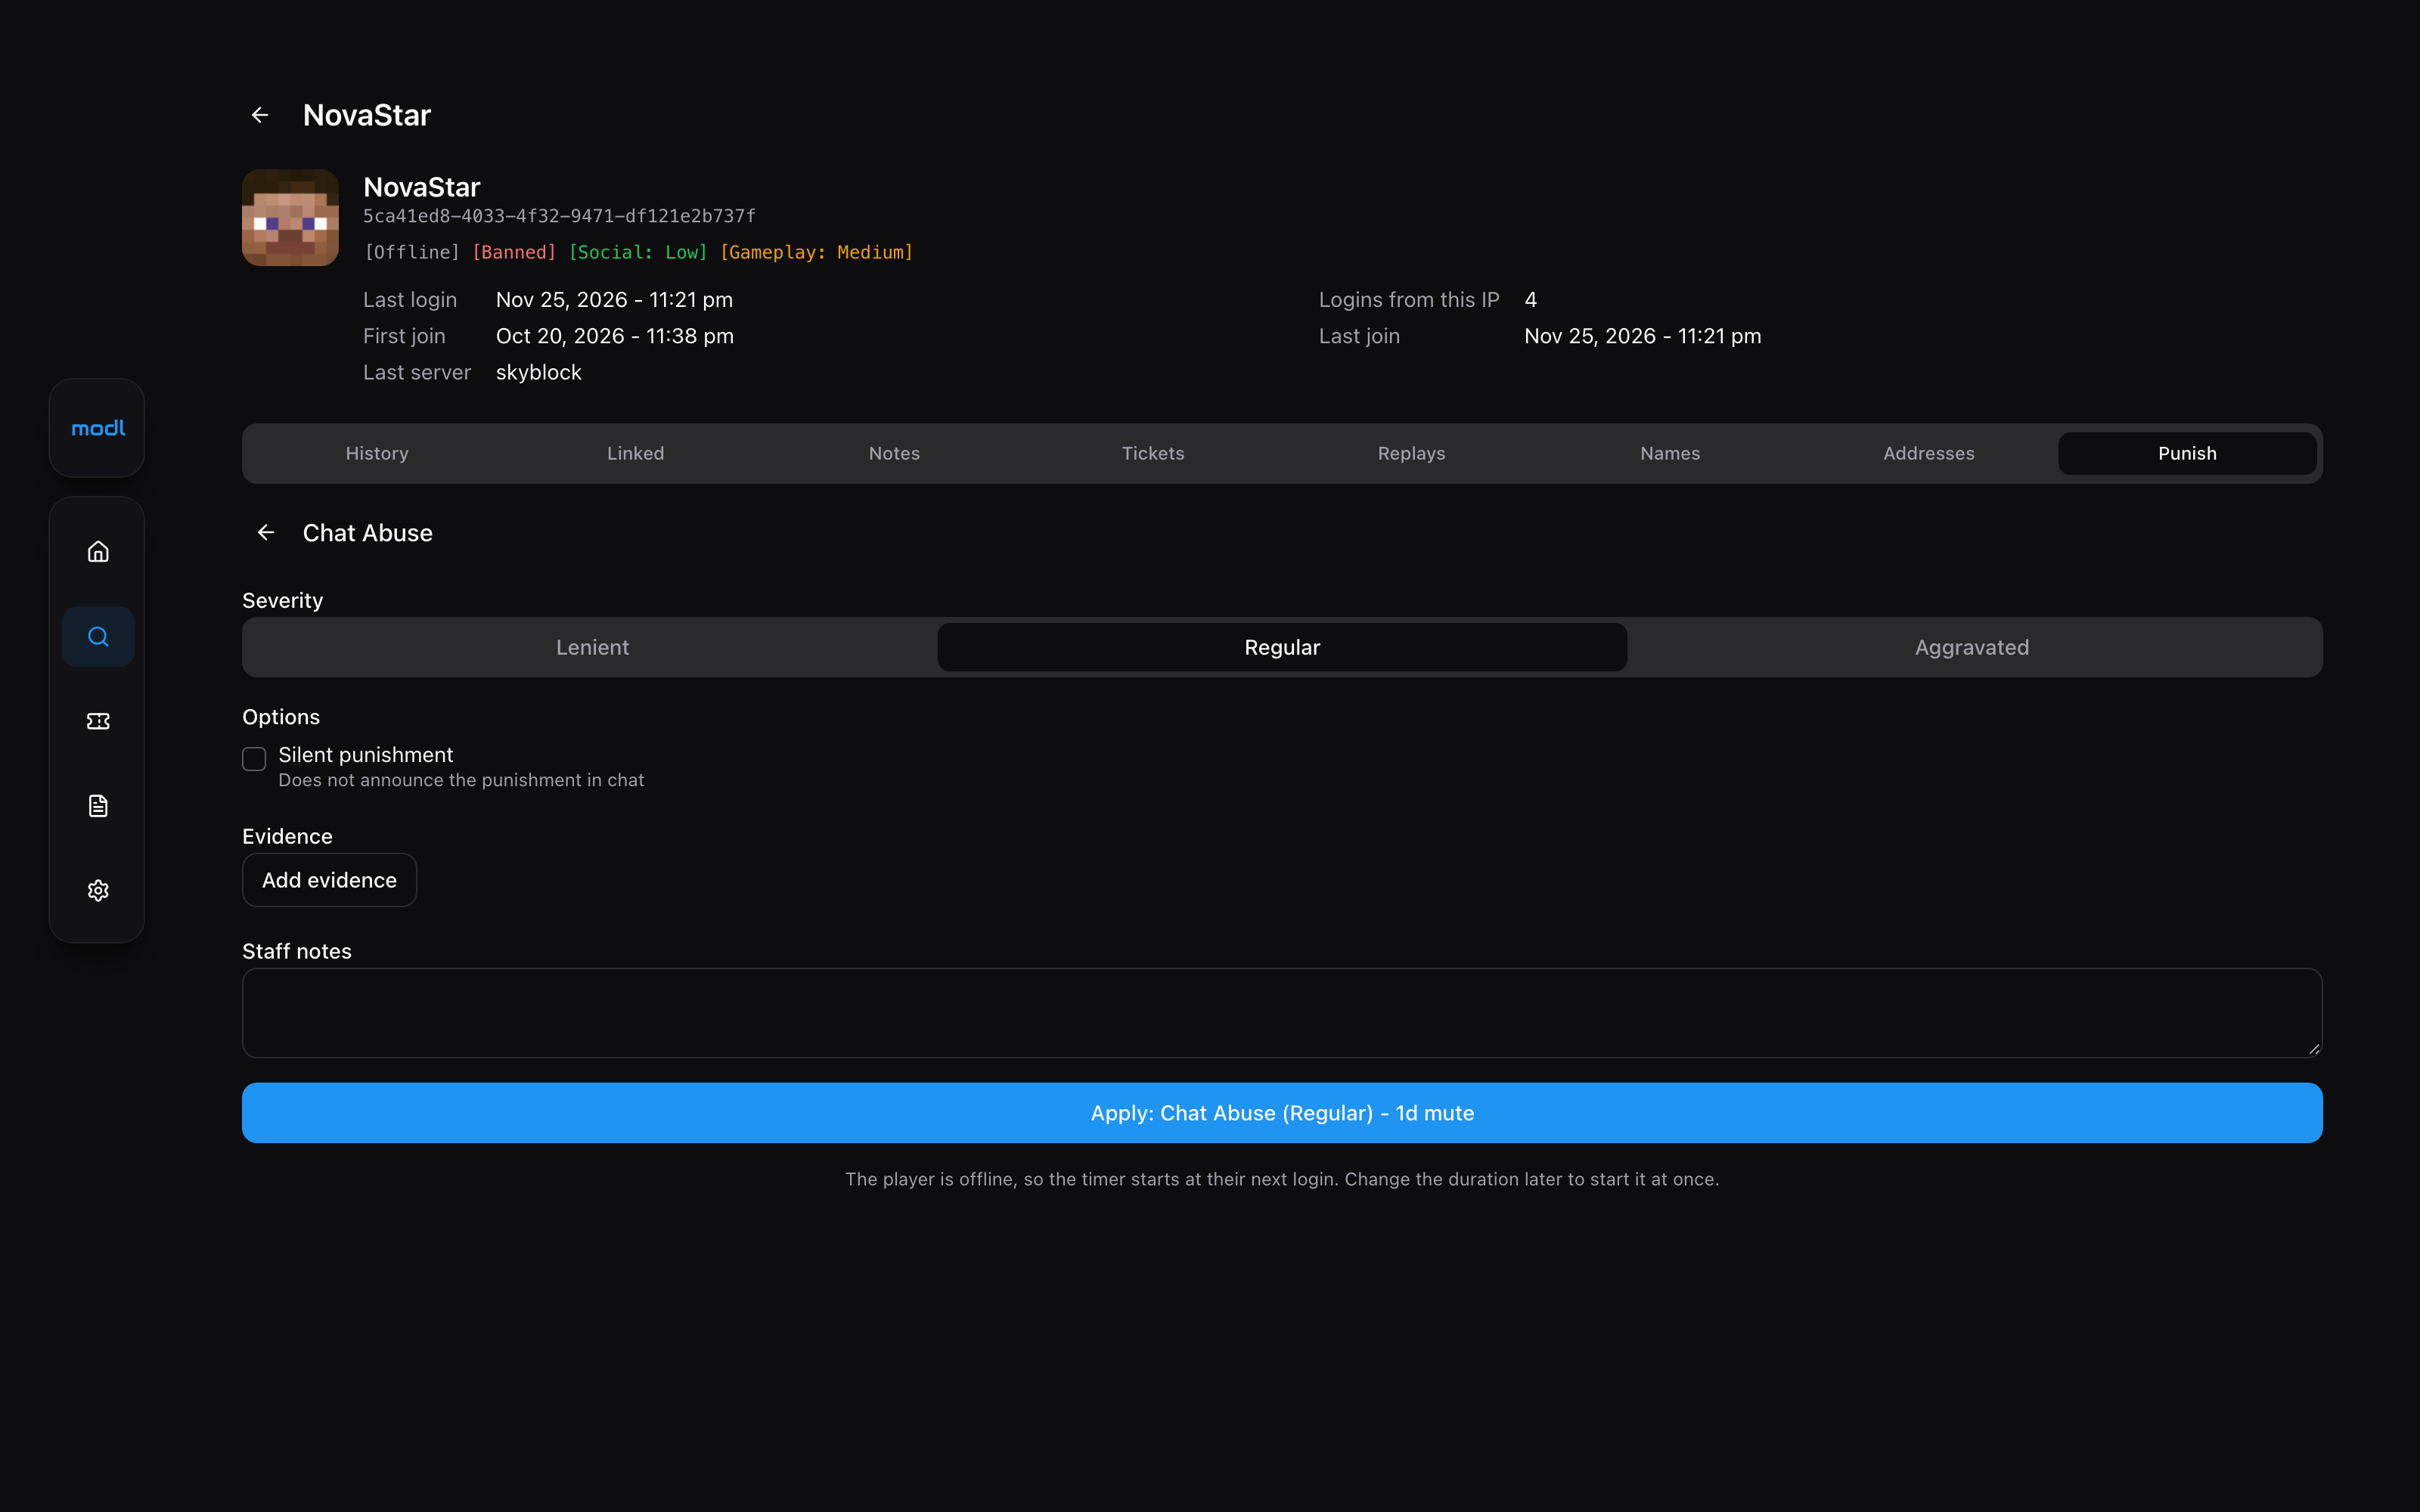 NovaStar
NovaStar
5ca41ed8-4033-4f32-9471-df121e2b737f
[Offline] [Banned] [Social: Low] [Gameplay: Medium]
Last login Nov 25, 2026 - 11:21 pm Logins from this IP 4
First join Oct 20, 2026 - 11:38 pm Last join Nov 25, 2026 - 11:21 pm
Last server skyblock
modl
History Linked Notes Tickets Replays Names Addresses Punish
Chat Abuse
Severity
Lenient Regular Aggravated
Options
Silent punishment
Does not announce the punishment in chat
Evidence
Add evidence
Staff notes
Apply: Chat Abuse (Regular) - 1d mute
The player is offline, so the timer starts at their next login. Change the duration later to start it at once.